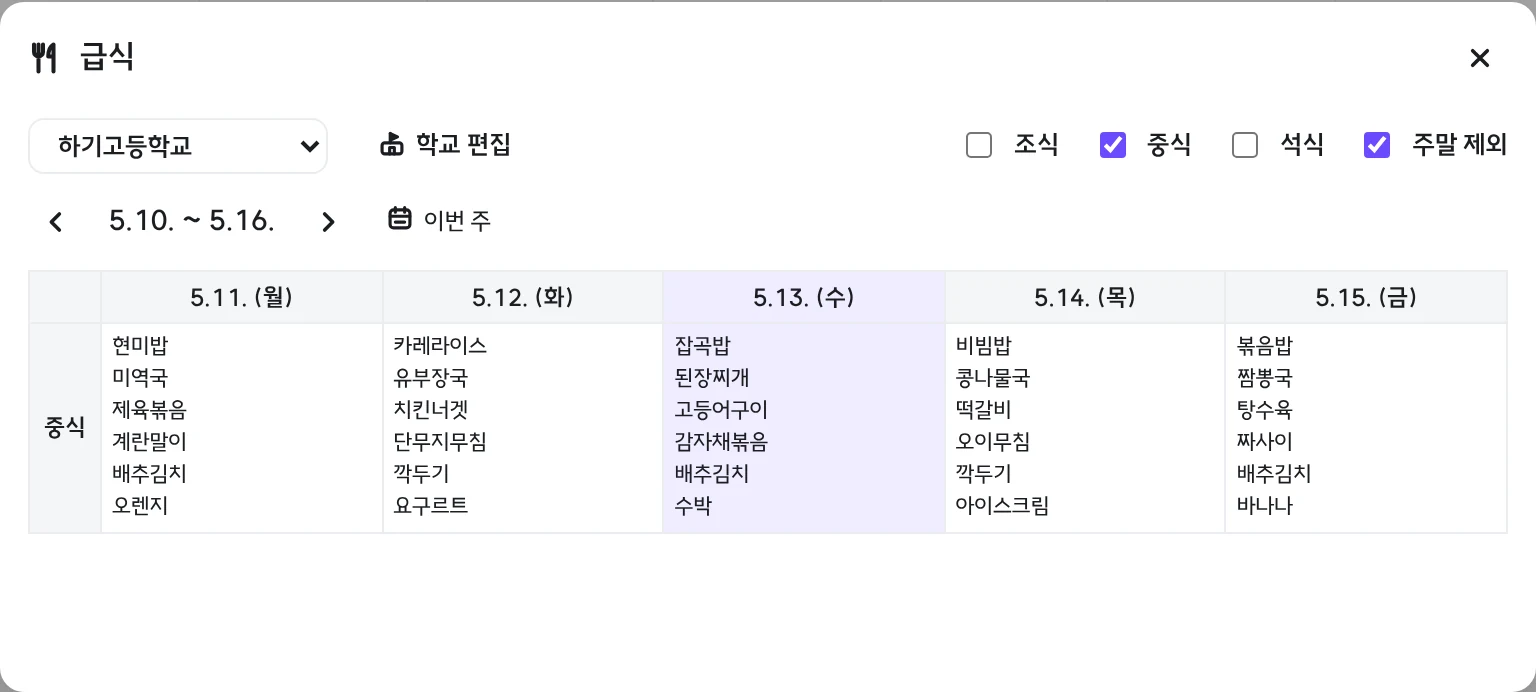 급식
하기고등학교 학교 편집 조식 중식 석식 주말 제외
5.10. ~ 5.16. 이번 주
5.11. (월) 5.12. (화) 5.13. (수) 5.14. (목) 5.15. (금)
중식
현미밥
미역국
제육볶음
계란말이
배추김치
오렌지
카레라이스
유부장국
치킨너겟
단무지무침
깍두기
요구르트
잡곡밥
된장찌개
고등어구이
감자채볶음
배추김치
수박
비빔밥
콩나물국
떡갈비
오이무침
깍두기
아이스크림
볶음밥
짬뽕국
탕수육
짜사이
배추김치
바나나